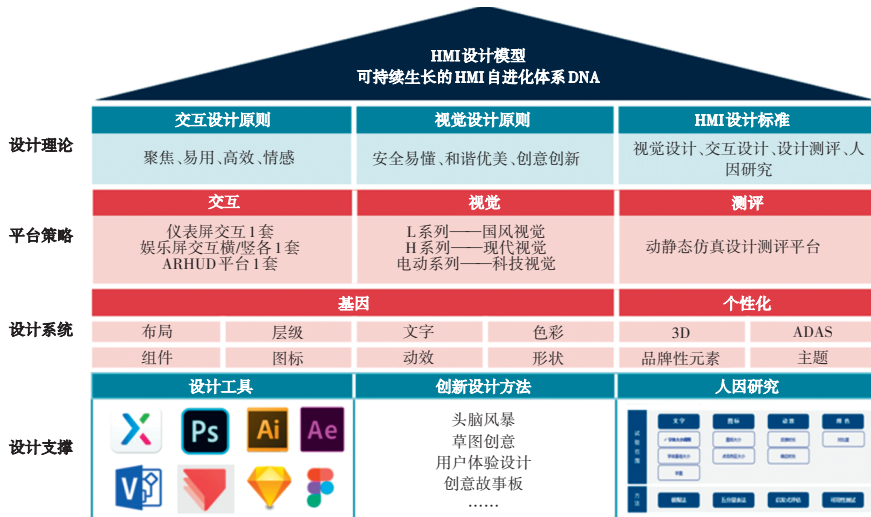 HMI设计模型
可持续生长的HMI自进化体系DNA
设计理论
交互设计原则
聚焦、易用、高效、情感
视觉设计原则
安全易懂、和谐优美、创意创新
HMI设计标准
视觉设计、交互设计、设计测评、人
因研究
平台策略
交互
仪表屏交互1套
娱乐屏交互横/竖各1套
ARHUD平台1套
视觉
L系列——国风视觉
H系列——现代视觉
电动系列——科技视觉
测评
动静态仿真设计测评平台
设计系统
基因
布局 层级 文字 色彩
组件 图标 动效 形状
个性化
3D ADAS
品牌性元素 主题
设计支撑
设计工具
Ps Ai Ae
V
创新设计方法
头脑风暴
草图创意
用户体验设计
创意故事板
……
人因研究
文字 图标 动效 颜色
方法